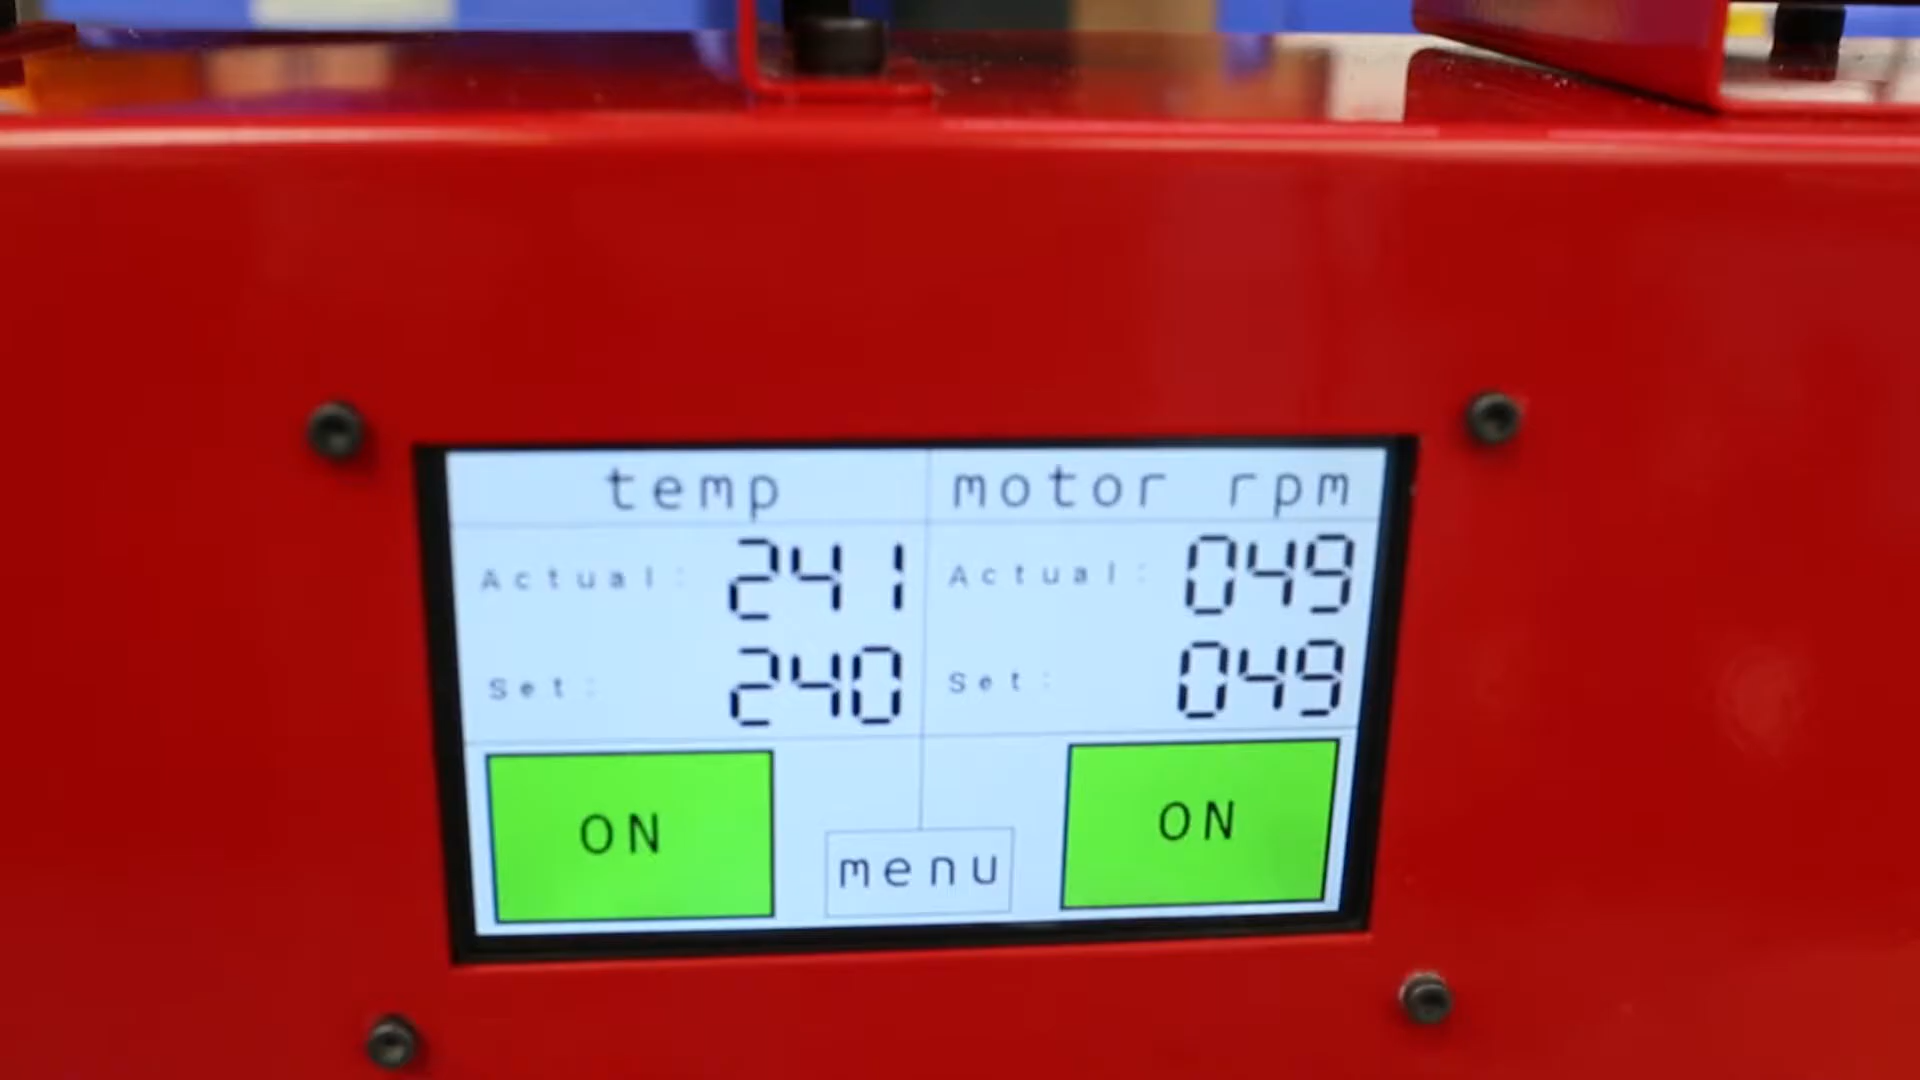 temp motor rpm
Actual: 241 Actual: 049
Set: 240 Set: 049
ON menu ON